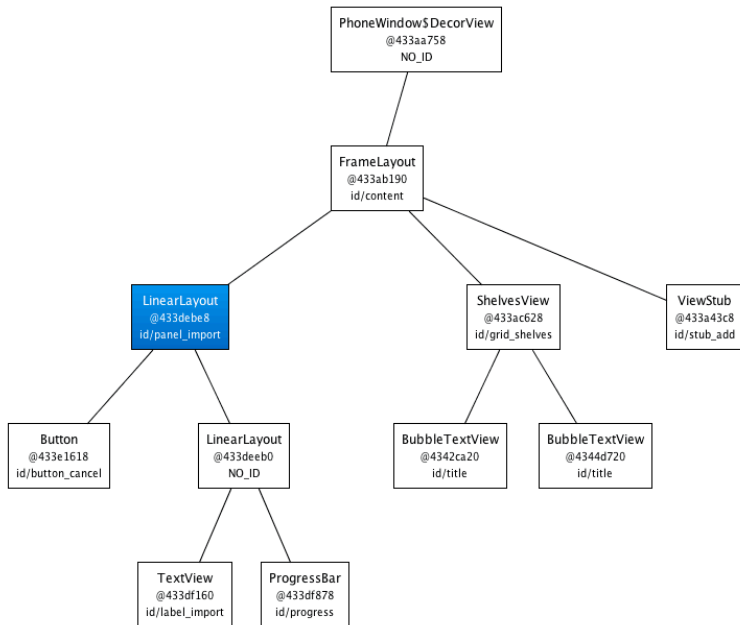 PhoneWindow$DecorView
@433aa758
NO_ID
FrameLayout
@433ab190
id/content
LinearLayout
@433debe8
id/panel_import
ShelvesView
@433ac628
id/grid_shelves
ViewStub
@433a43c8
id/stub_add
Button
@433e1618
id/button_cancel
LinearLayout
@433deeb0
NO_ID
BubbleTextView
@4342ca20
id/title
BubbleTextView
@4344d720
id/title
TextView
@433df160
id/label_import
ProgressBar
@433df878
id/progress